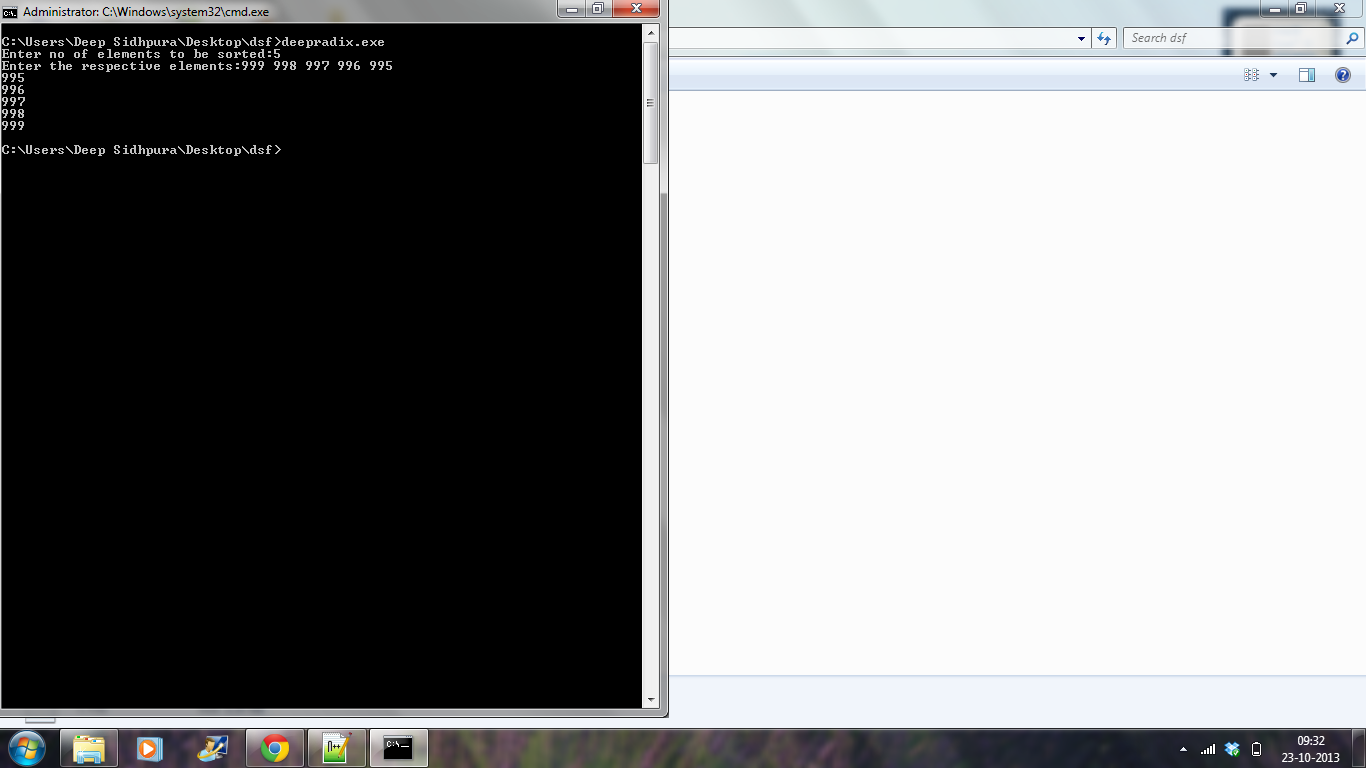 Administrator: C:\Windows\system32\cmd.exe
C:\Users\Deep Sidhpura\Desktop\dsf>deepradix.exe
Enter no of elements to be sorted:5
Enter the respective elements:999 998 997 996 995
995
996
997
998
999
C:\Users\Deep Sidhpura\Desktop\dsf>
Search dsf
09:32
23-10-2013